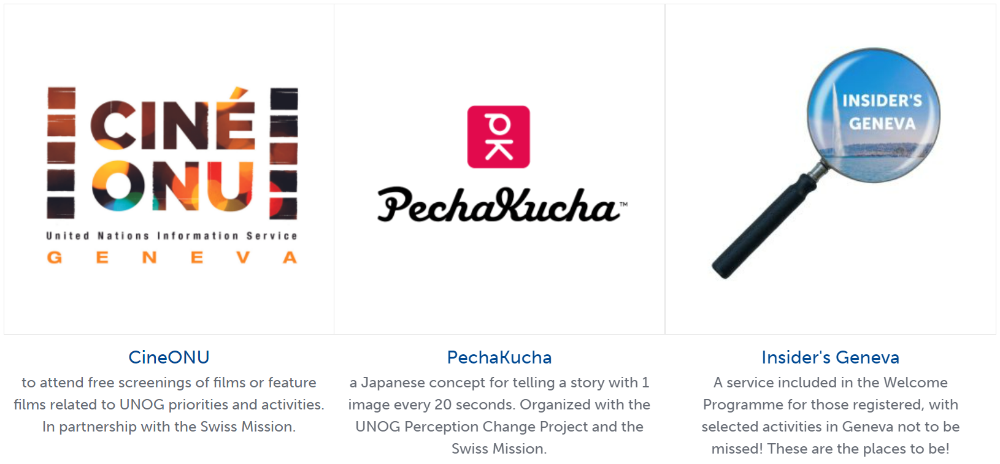 CINÉ
ONU
United Nations Information Service
GENEVA
CineONU
to attend free screenings of films or feature
films related to UNOG priorities and activities.
In partnership with the Swiss Mission.
pk
PechaKucha™
PechaKucha
a Japanese concept for telling a story with 1
image every 20 seconds. Organized with the
UNOG Perception Change Project and the
Swiss Mission.
INSIDER'S
GENEVA
Insider's Geneva
A service included in the Welcome
Programme for those registered, with
selected activities in Geneva not to be
missed! These are the places to be!